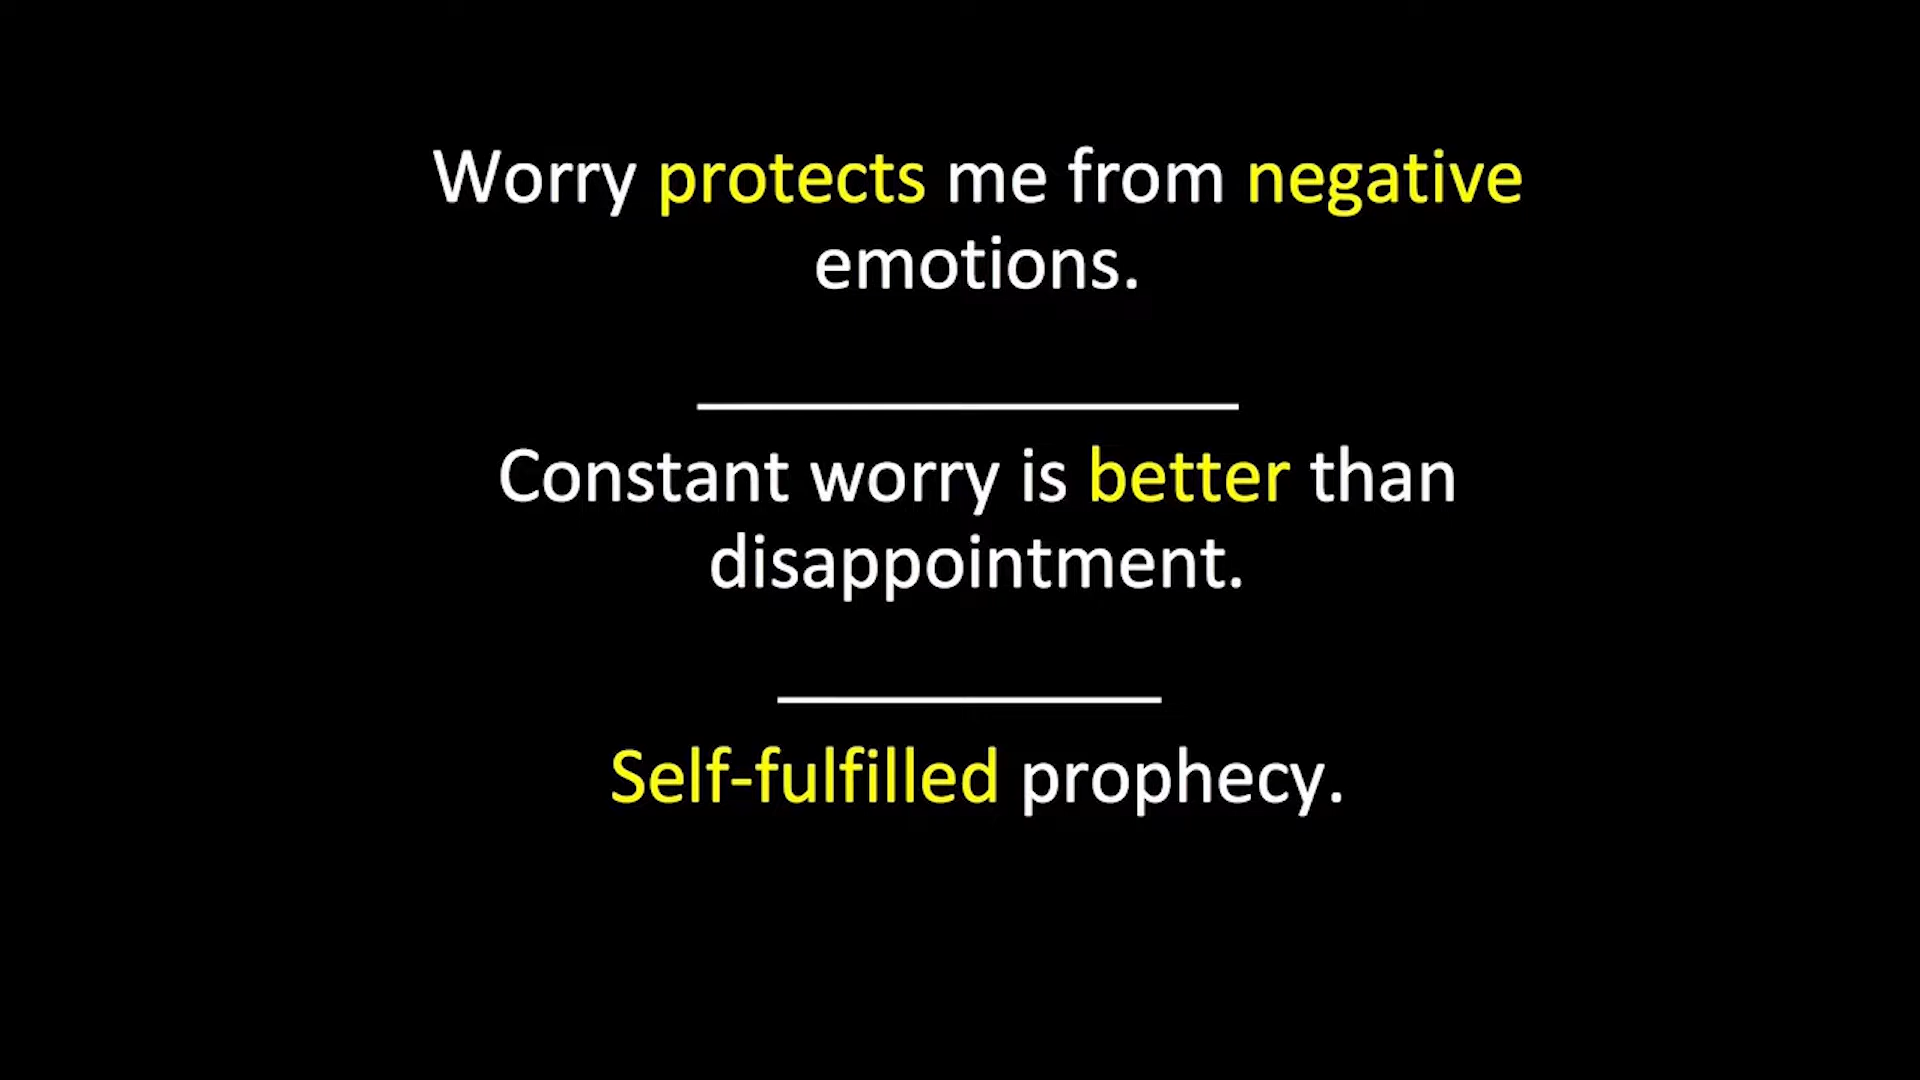 Worry protects me from negative
emotions.
Constant worry is better than
disappointment.
Self-fulfilled prophecy.